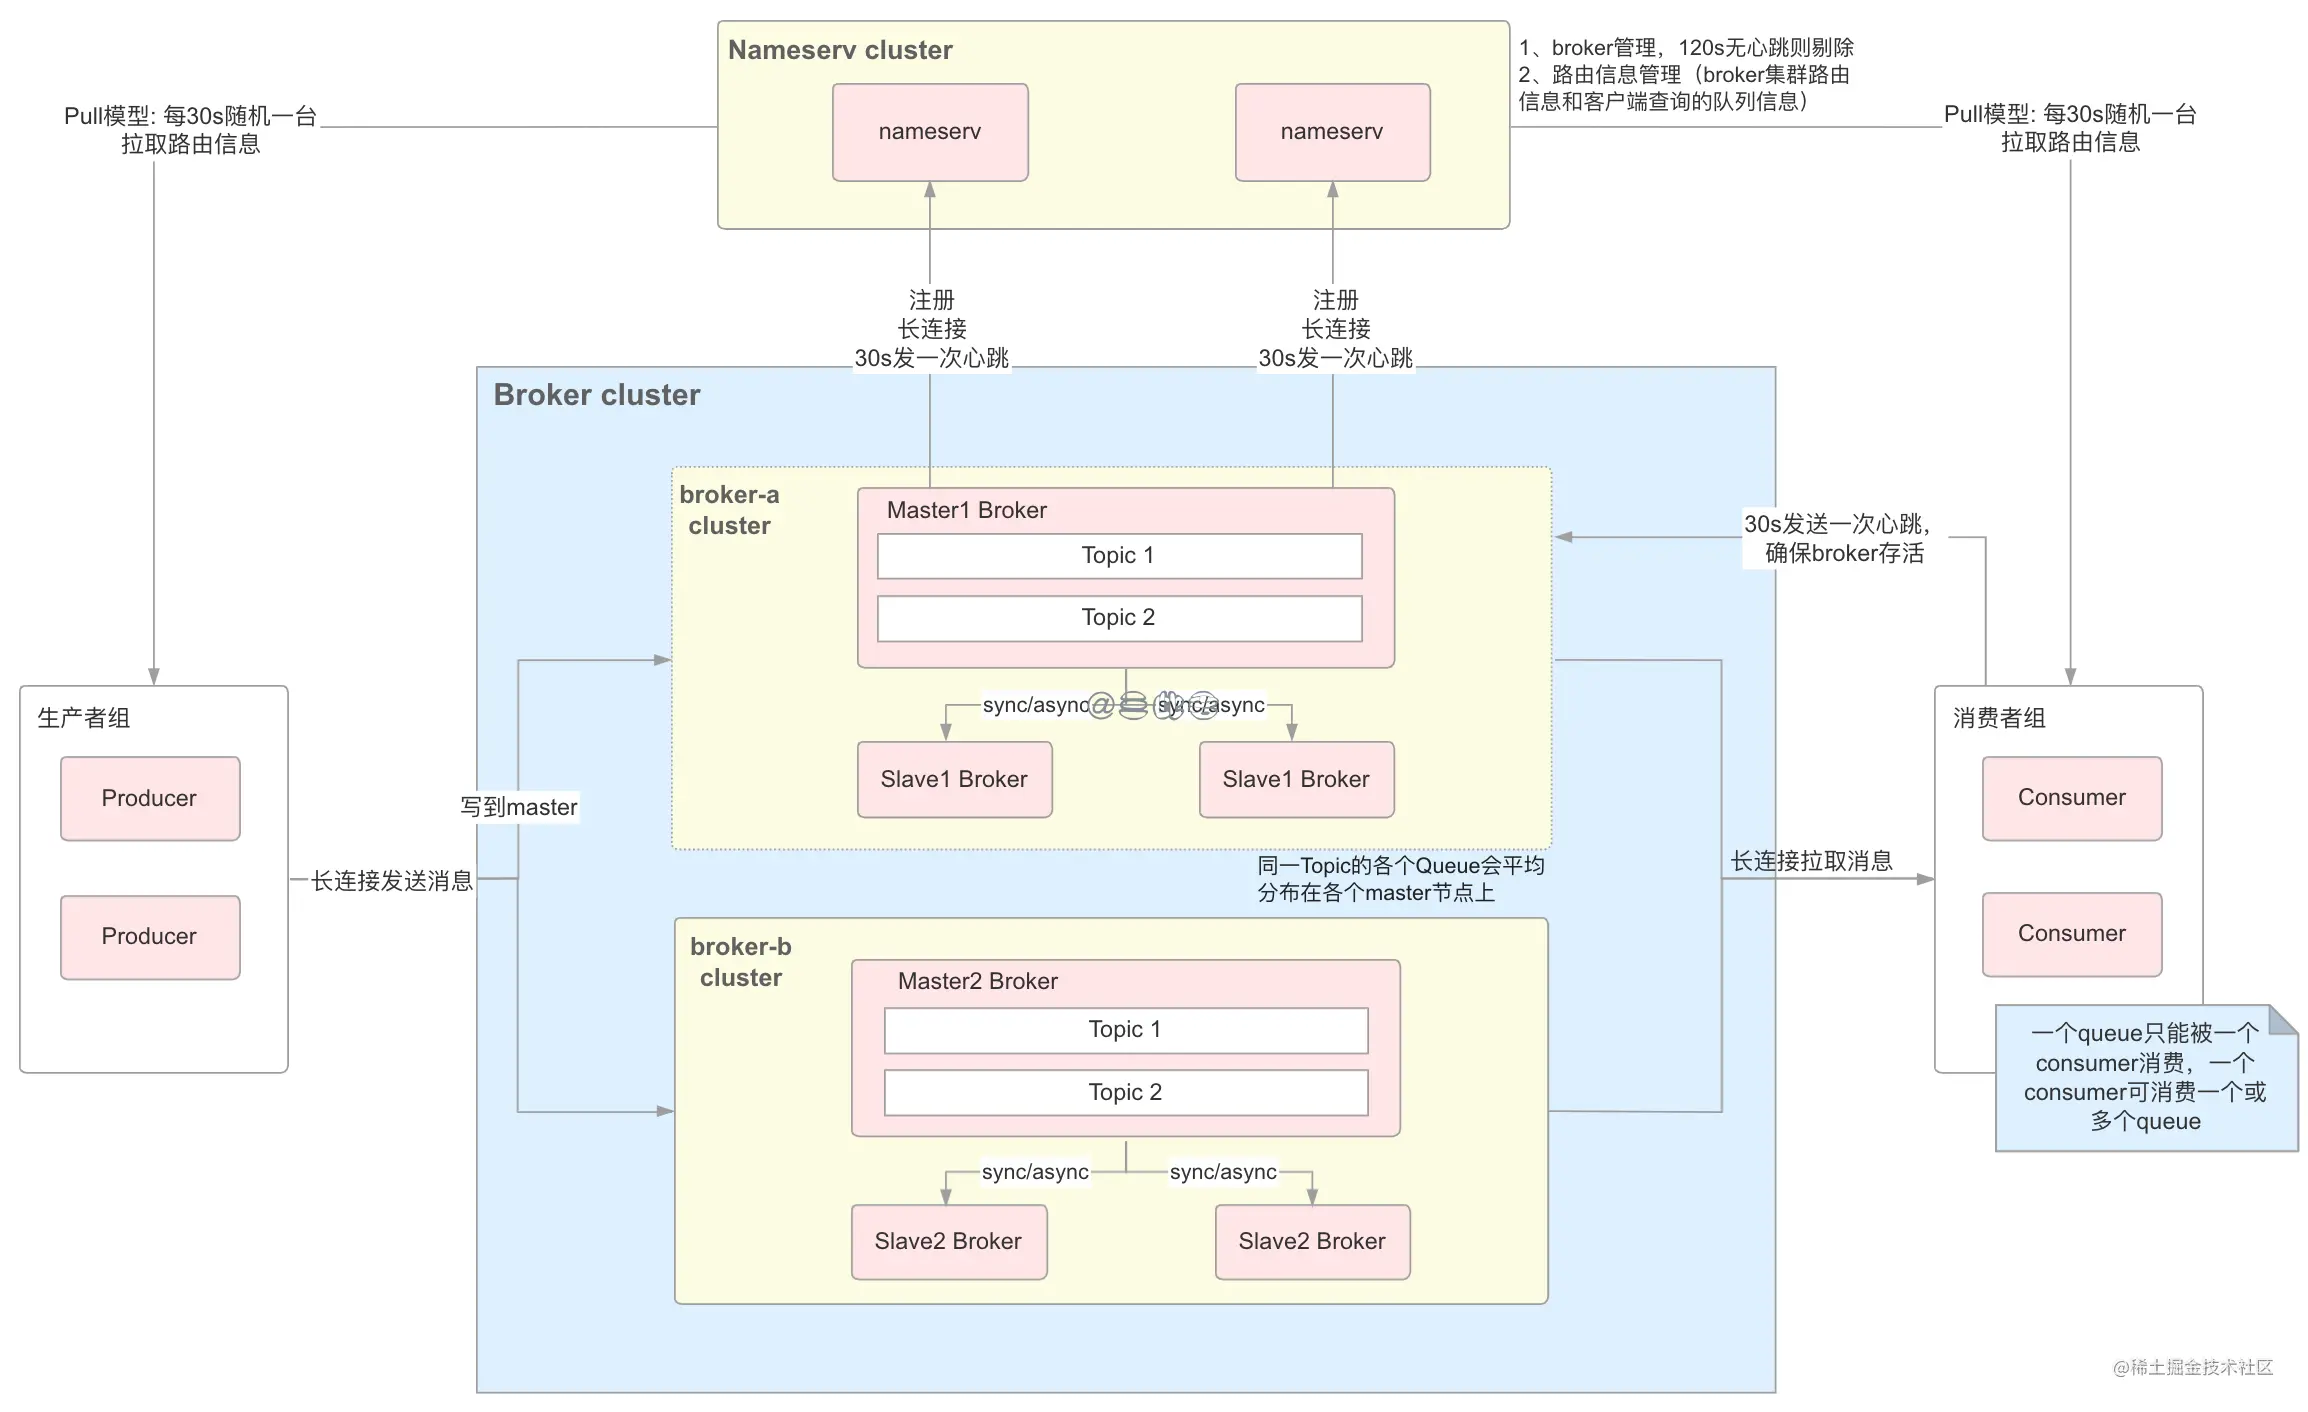 Nameserv cluster
nameserv
nameserv
1、broker管理，120s无心跳则剔除
2、路由信息管理（broker集群路由
信息和客户端查询的队列信息）
Pull模型: 每30s随机一台
拉取路由信息
Pull模型: 每30s随机一台
拉取路由信息
注册
长连接
30s发一次心跳
注册
长连接
30s发一次心跳
Broker cluster
broker-a
cluster
Master1 Broker
Topic 1
Topic 2
sync/async
sync/async
Slave1 Broker
Slave1 Broker
30s发送一次心跳，
确保broker存活
生产者组
Producer
Producer
长连接发送消息
写到master
同一Topic的各个Queue会平均
分布在各个master节点上
长连接拉取消息
消费者组
Consumer
Consumer
一个queue只能被一个
consumer消费，一个
consumer可消费一个或
多个queue
broker-b
cluster
Master2 Broker
Topic 1
Topic 2
sync/async
sync/async
Slave2 Broker
Slave2 Broker
@稀土掘金技术社区